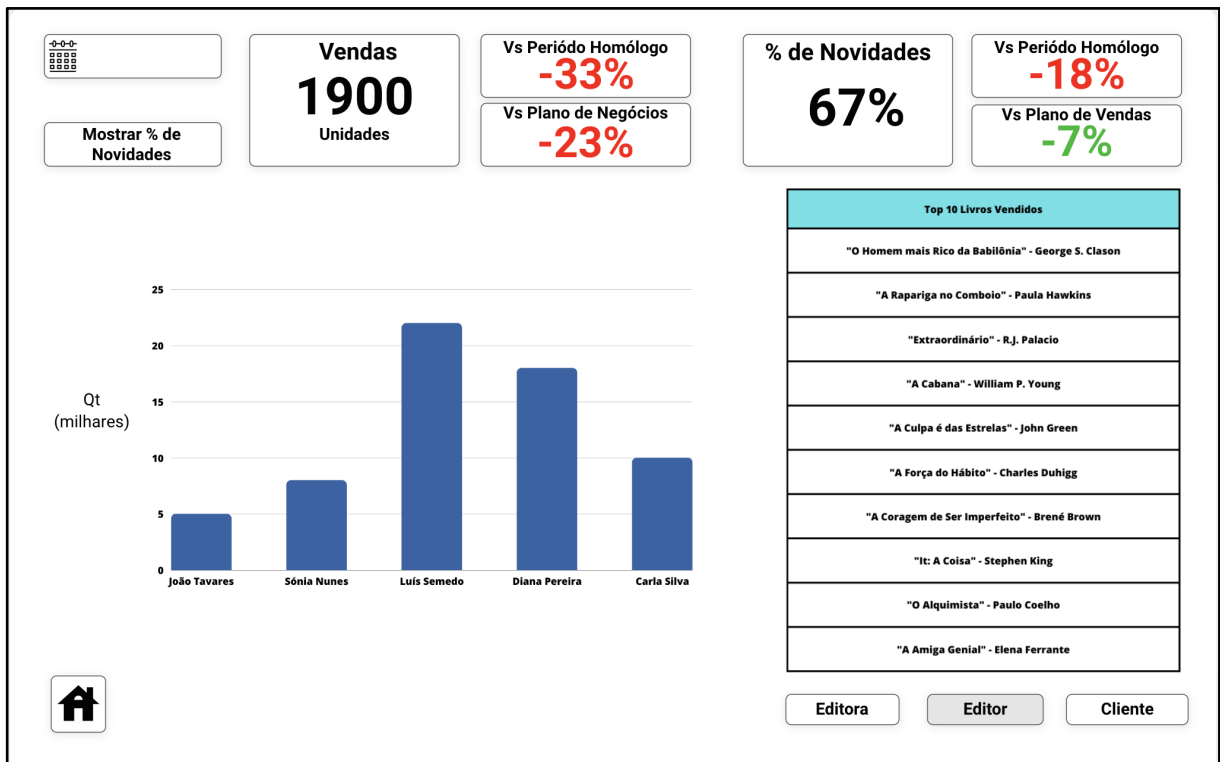 Mostrar % de
Novidades
Vendas
1900
Unidades
Vs Periódo Homólogo
-33%
Vs Plano de Negócios
-23%
% de Novidades
67%
Vs Periódo Homólogo
-18%
Vs Plano de Vendas
-7%
Qt
(milhares)
25
20
15
10
5
0
João Tavares
Sónia Nunes
Luís Semedo
Diana Pereira
Carla Silva
Top 10 Livros Vendidos
"O Homem mais Rico da Babilônia" - George S. Clason
"A Rapariga no Comboio" - Paula Hawkins
"Extraordinário" - R.J. Palacio
"A Cabana" - William P. Young
"A Culpa é das Estrelas" - John Green
"A Força do Hábito" - Charles Duhigg
"A Coragem de Ser Imperfeito" - Brené Brown
"It: A Coisa" - Stephen King
"O Alquimista" - Paulo Coelho
"A Amiga Genial" - Elena Ferrante
Editora
Editor
Cliente